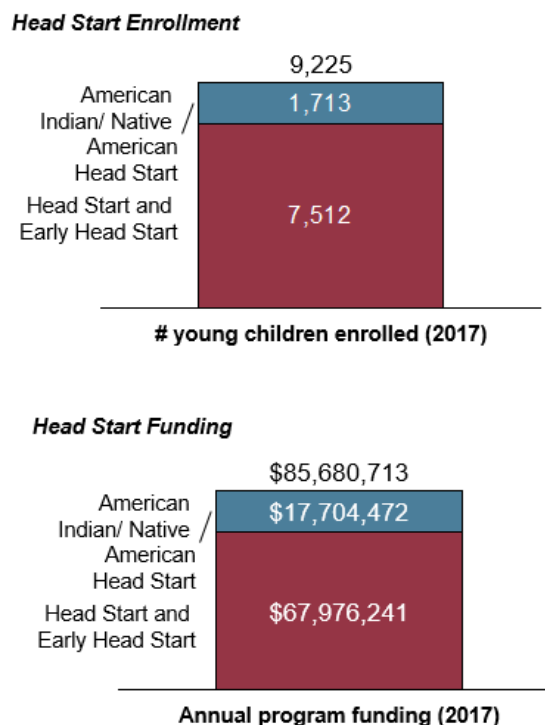 Head Start Enrollment
9,225
American
Indian/ Native
American
Head Start
1,713
Head Start and
Early Head Start
7,512
# young children enrolled (2017)
Head Start Funding
$85,680,713
American
Indian/ Native
American
Head Start
$17,704,472
Head Start and
Early Head Start
$67,976,241
Annual program funding (2017)